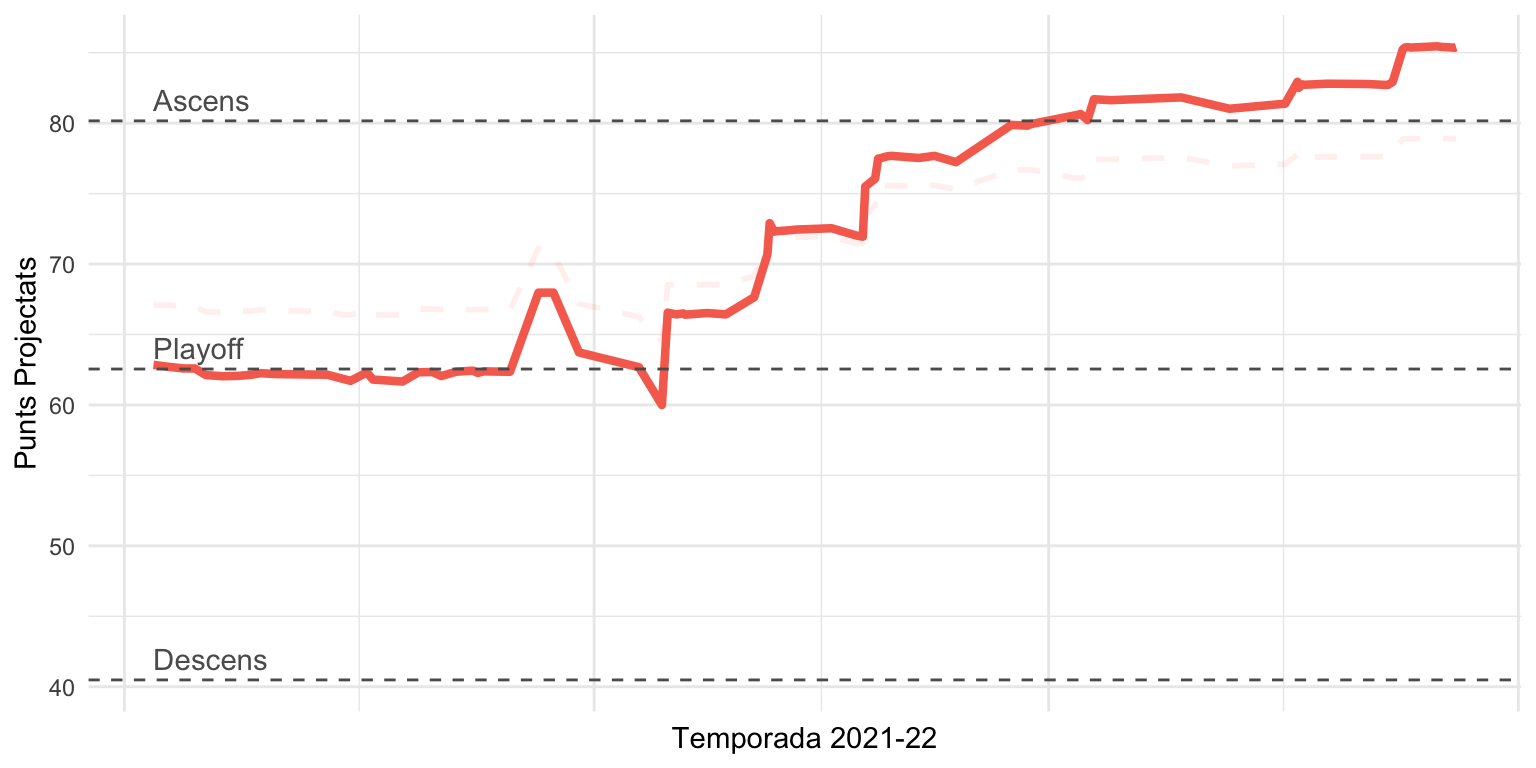 Ascens
80
70
Playoff
60
50
Descens
40
Punts Projectats
Temporada 2021-22